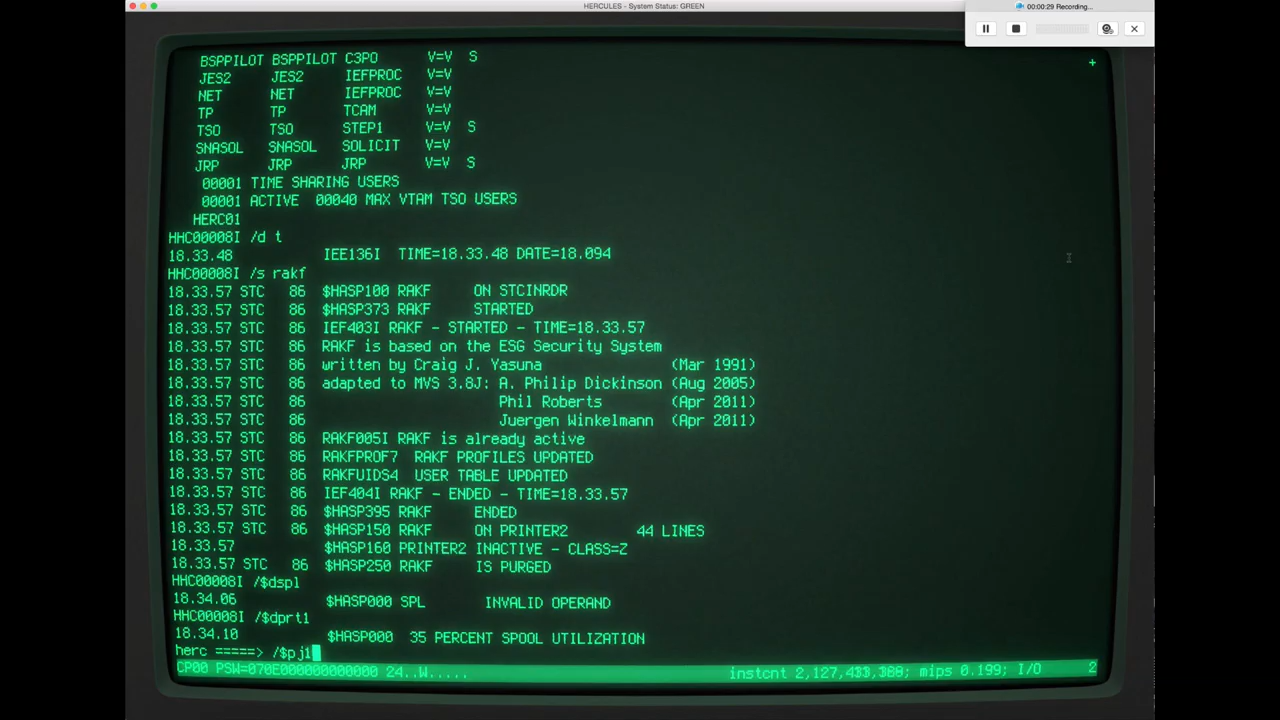 HERCULES - System Status: GREEN
00:00:29 Recording...
BSPPILOT BSPPILOT C3PO V=V S
+
JES2 JES2 IEFPROC V=V
NET NET IEFPROC V=V
TP TP TCAM V=V
TSO TSO STEP1 V=V S
SNASOL SNASOL SOLICIT V=V
JRP JRP JRP V=V S
00001 TIME SHARING USERS
00001 ACTIVE 00040 MAX VTAM TSO USERS
HERC01
HHC00008I /d t
18.33.48 IEE136I TIME=18.33.48 DATE=18.094
HHC00008I /s rakf
18.33.57 STC 86 $HASP100 RAKF ON STCINRDR
18.33.57 STC 86 $HASP373 RAKF STARTED
18.33.57 STC 86 IEF403I RAKF - STARTED - TIME=18.33.57
18.33.57 STC 86 RAKF is based on the ESG Security System
18.33.57 STC 86 written by Craig J. Yasuna (Mar 1991)
18.33.57 STC 86 adapted to MVS 3.8J: A. Philip Dickinson (Aug 2005)
18.33.57 STC 86 Phil Roberts (Apr 2011)
18.33.57 STC 86 Juergen Winkelmann (Apr 2011)
18.33.57 STC 86 RAKF005I RAKF is already active
18.33.57 STC 86 RAKFPROF7 RAKF PROFILES UPDATED
18.33.57 STC 86 RAKFUIDS4 USER TABLE UPDATED
18.33.57 STC 86 IEF404I RAKF - ENDED - TIME=18.33.57
18.33.57 STC 86 $HASP395 RAKF ENDED
18.33.57 STC 86 $HASP150 RAKF ON PRINTER2 44 LINES
18.33.57 $HASP160 PRINTER2 INACTIVE - CLASS=Z
18.33.57 STC 86 $HASP250 RAKF IS PURGED
HHC00008I /$dspl
18.34.06 $HASP000 SPL INVALID OPERAND
HHC00008I /$dprt1
18.34.10 $HASP000 35 PERCENT SPOOL UTILIZATION
herc =====> /$pj1
CP00 PSW=070E000000000000 24..W..... instcnt mips 0.199; I/O 2